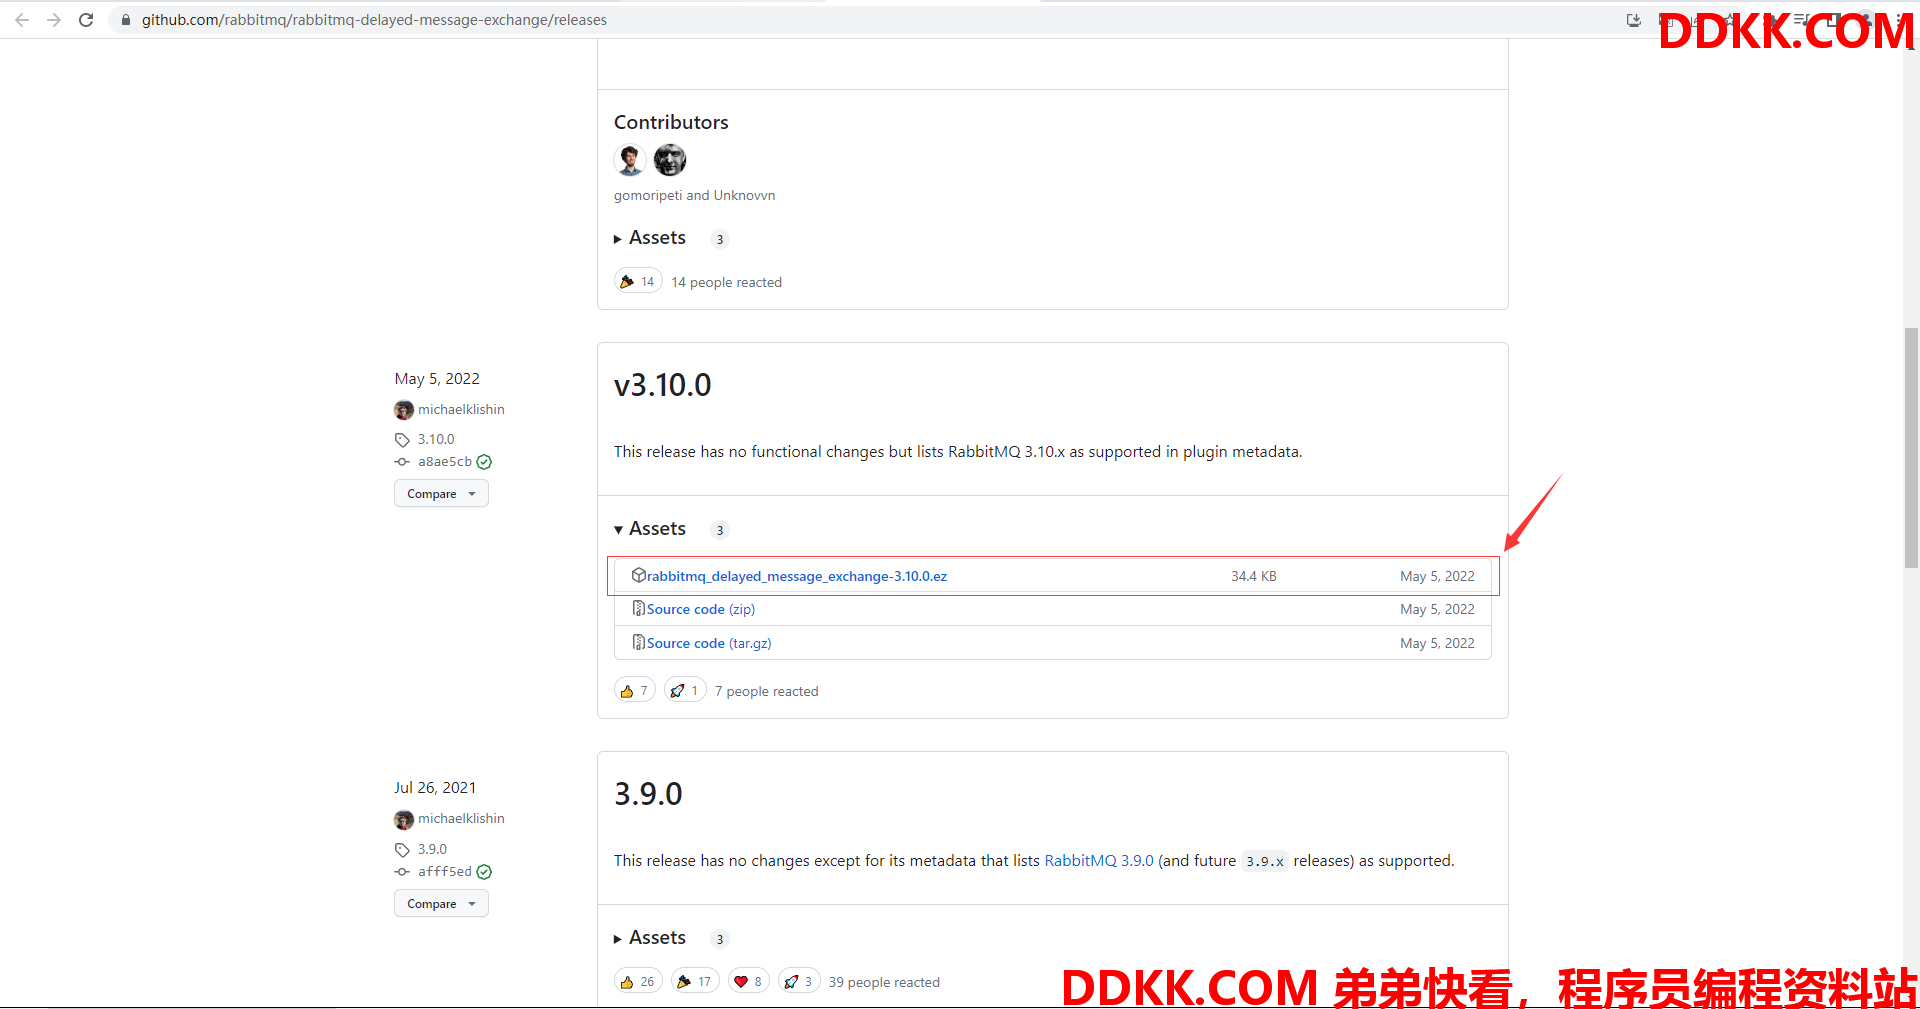 github.com/rabbitmq/rabbitmq-delayed-message-exchange/releases
DDKK.COM
Contributors
gomoripeti and Unknovvn
Assets 3
14 14 people reacted
May 5, 2022
michaelklishin
3.10.0
a8ae5cb
Compare
v3.10.0
This release has no functional changes but lists RabbitMQ 3.10.x as supported in plugin metadata.
Assets 3
rabbitmq_delayed_message_exchange-3.10.0.ez 34.4 KB May 5, 2022
Source code (zip) May 5, 2022
Source code (tar.gz) May 5, 2022
7 1 7 people reacted
Jul 26, 2021
michaelklishin
3.9.0
afff5ed
Compare
3.9.0
This release has no changes except for its metadata that lists RabbitMQ 3.9.0 (and future 3.9.x releases) as supported.
Assets 3
26 17 8 3 39 people reacted
DDKK.COM 弟弟快看，程序员编程资料站